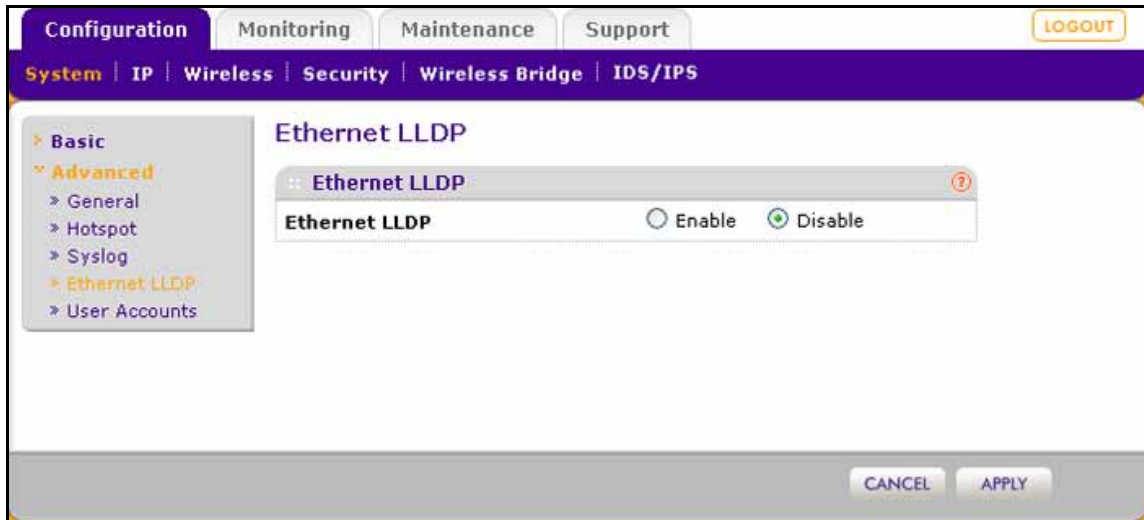 Configuration Monitoring Maintenance Support LOGOUT
System IP Wireless Security Wireless Bridge IDS/IPS
Basic
Advanced
General
Hotspot
Syslog
Ethernet LLDP
User Accounts
Ethernet LLDP
Ethernet LLDP ?
Ethernet LLDP Enable Disable
CANCEL APPLY